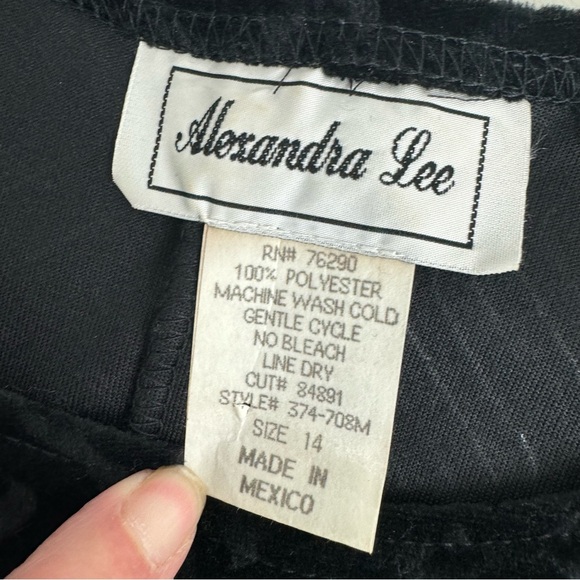 Alexandra Lee
RN# 76290
100% POLYESTER
MACHINE WASH COLD
GENTLE CYCLE
NO BLEACH
LINE DRY
CUT# 84891
STYLE# 374-708M
SIZE 14
MADE IN
MEXICO